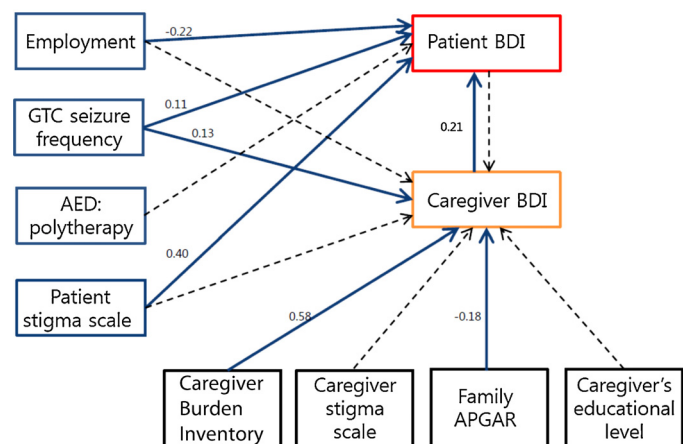 Employment
-0.22
Patient BDI
GTC seizure
frequency
0.11
0.13
0.21
AED:
polytherapy
Caregiver BDI
Patient
stigma scale
0.40
0.58
-0.18
Caregiver
Burden
Inventory
Caregiver
stigma
scale
Family
APGAR
Caregiver's
educational
level